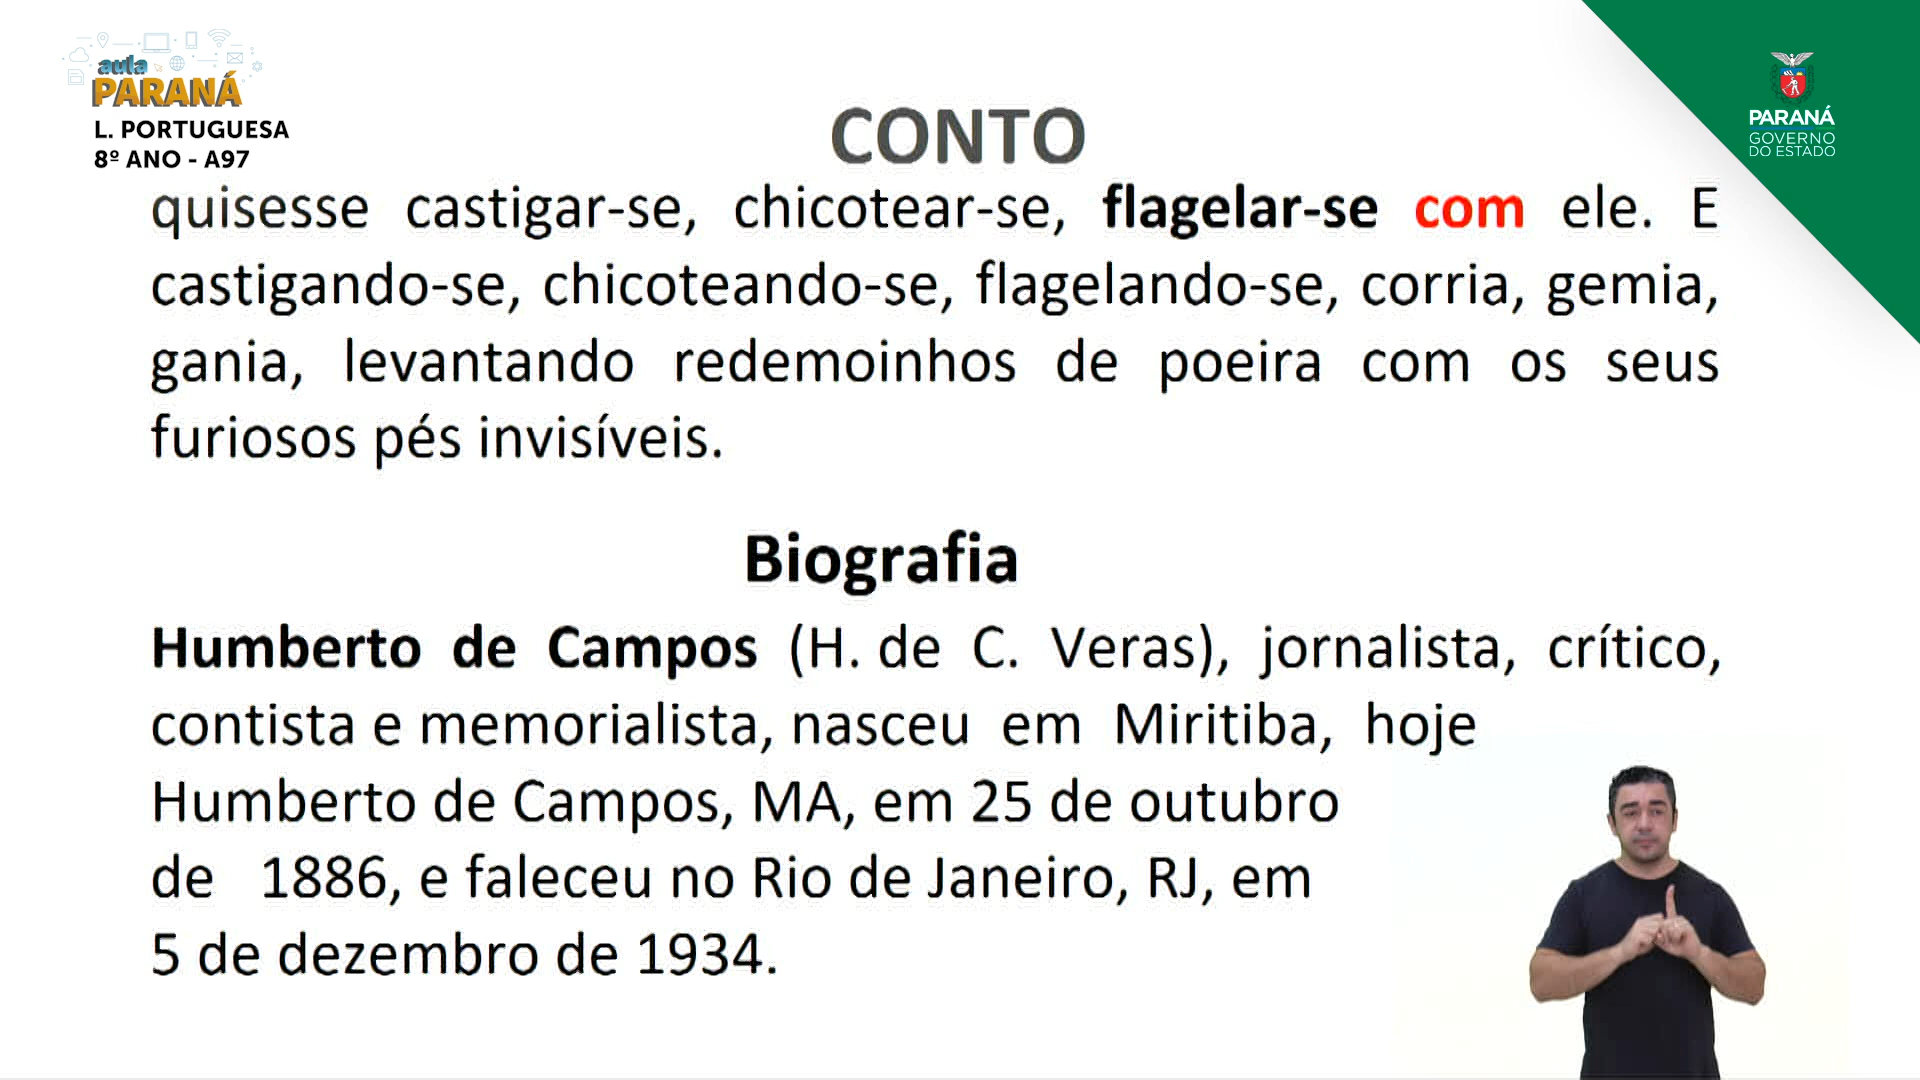 aula
PARANÁ
L. PORTUGUESA
8º ANO - A97
PARANÁ
GOVERNO
DO ESTADO
CONTO
quisesse castigar-se, chicotear-se, flagelar-se com ele. E
castigando-se, chicoteando-se, flagelando-se, corria, gemia,
gania, levantando redemoinhos de poeira com os seus
furiosos pés invisíveis.
Biografia
Humberto de Campos (H. de C. Veras), jornalista, crítico,
contista e memorialista, nasceu em Miritiba, hoje
Humberto de Campos, MA, em 25 de outubro
de 1886, e faleceu no Rio de Janeiro, RJ, em
5 de dezembro de 1934.